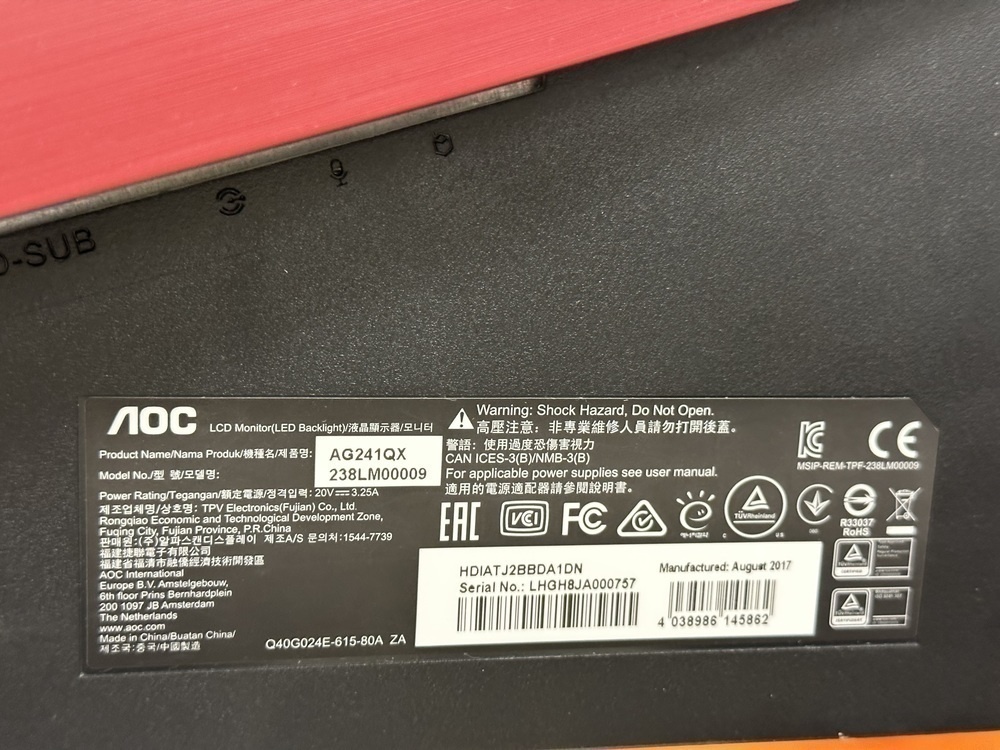 D-SUB
AOC
LCD Monitor(LED Backlight)/液晶顯示器/모니터
Product Name/Nama Produk/機種名/제품명:
AG241QX
Model No./型 號/모델명:
238LM00009
Power Rating/Tegangan/額定電源/정격입력: 20V⎓3.25A
제조업체명/상호명: TPV Electronics(Fujian) Co., Ltd.
Rongqiao Economic and Technological Development Zone,
Fuqing City, Fujian Province, P.R.China
판매원:(주)알파스캔디스플레이 제조A/S 문의처:1544-7739
福建捷聯電子有限公司
福建省福清市融僑經濟技術開發區
AOC International
Europe B.V. Amstelgebouw,
6th floor Prins Bernhardplein
200 1097 JB Amsterdam
The Netherlands
www.aoc.com
Made in China/Buatan China/
제조국:중국/中國製造
Q40G024E-615-80A ZA
Warning: Shock Hazard, Do Not Open.
高壓注意: 非專業維修人員請勿打開後蓋。
警語: 使用過度恐傷害視力
CAN ICES-3(B)/NMB-3(B)
For applicable power supplies see user manual.
適用的電源適配器請參閱說明書。
MSIP-REM-TPF-238LM00009
EAC
VCI
FC
TÜVRheinland
R33037
RoHS
CE
HDIATJ2BBDA1DN
Serial No.: LHGH8JA000757
Manufactured: August 2017
4 038986 145862